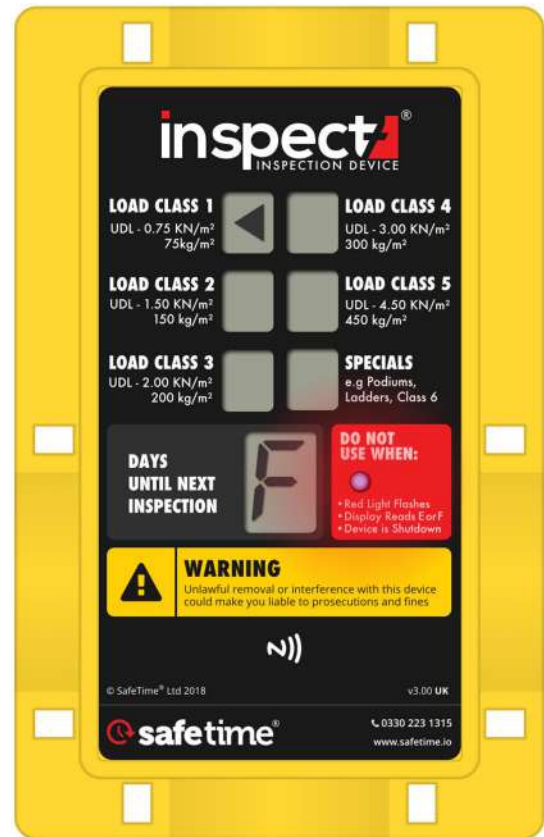 inspect®
INSPECTION DEVICE
LOAD CLASS 1
UDL - 0.75 KN/m²
75kg/m²
LOAD CLASS 4
UDL - 3.00 KN/m²
300 kg/m²
LOAD CLASS 2
UDL - 1.50 KN/m²
150 kg/m²
LOAD CLASS 5
UDL - 4.50 KN/m²
450 kg/m²
LOAD CLASS 3
UDL - 2.00 KN/m²
200 kg/m²
SPECIALS
e.g Podiums,
Ladders, Class 6
DAYS
UNTIL NEXT
INSPECTION
F
DO NOT
USE WHEN:
•Red Light Flashes
•Display Reads E or F
•Device is Shutdown
WARNING
Unlawful removal or interference with this device
could make you liable to prosecutions and fines
© SafeTime® Ltd 2018
v3.00 UK
safetime®
0330 223 1315
www.safetime.io